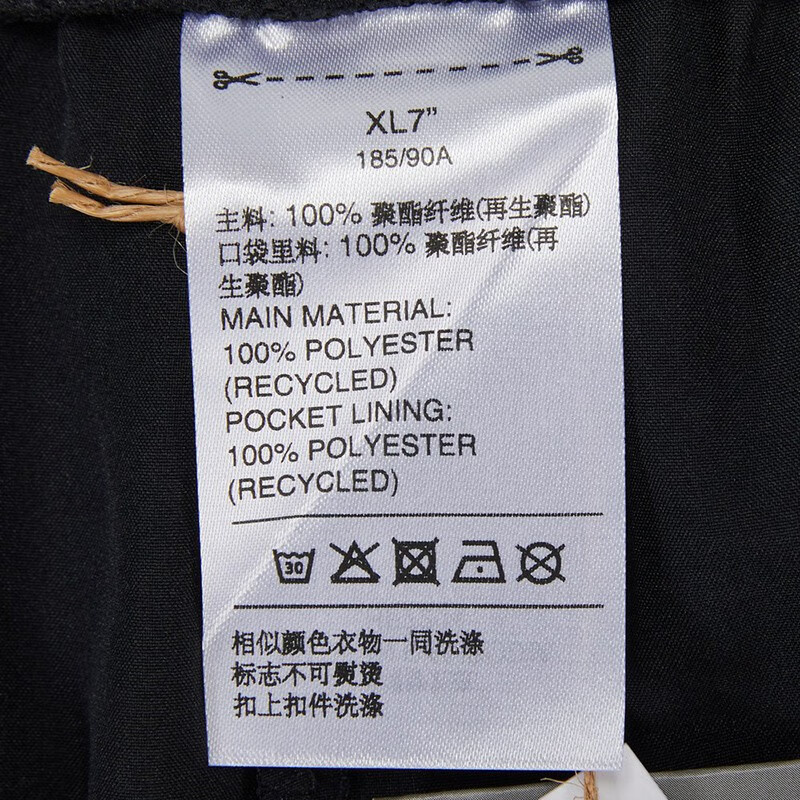 XL7”
185/90A
主料: 100% 聚酯纤维(再生聚酯)
口袋里料: 100% 聚酯纤维(再
生聚酯)
MAIN MATERIAL:
100% POLYESTER
(RECYCLED)
POCKET LINING:
100% POLYESTER
(RECYCLED)
30
相似颜色衣物一同洗涤
标志不可熨烫
扣上扣件洗涤